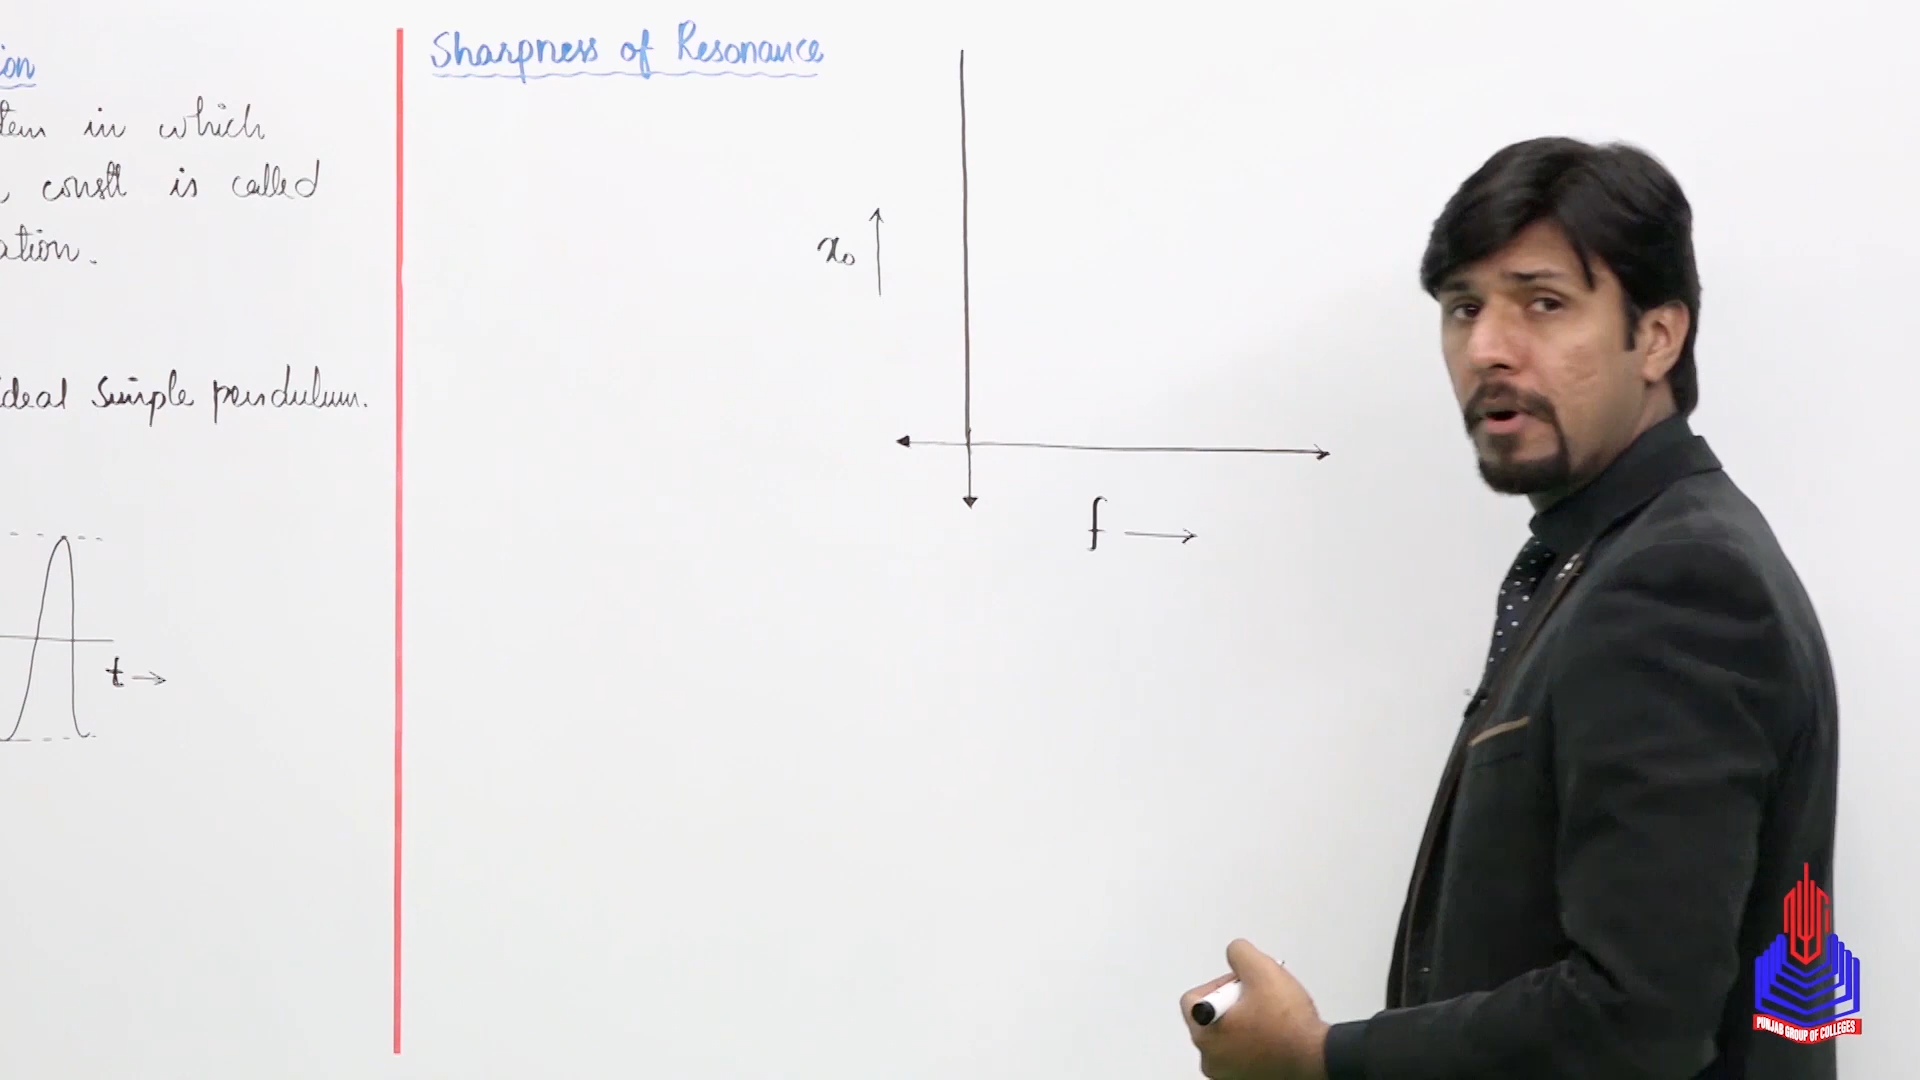 ion
tem in which
constt is called
ation.
ideal Simple pendulum.
t →
Sharpness of Resonance
x₀ ↑
f →
PUNJAB GROUP OF COLLEGES